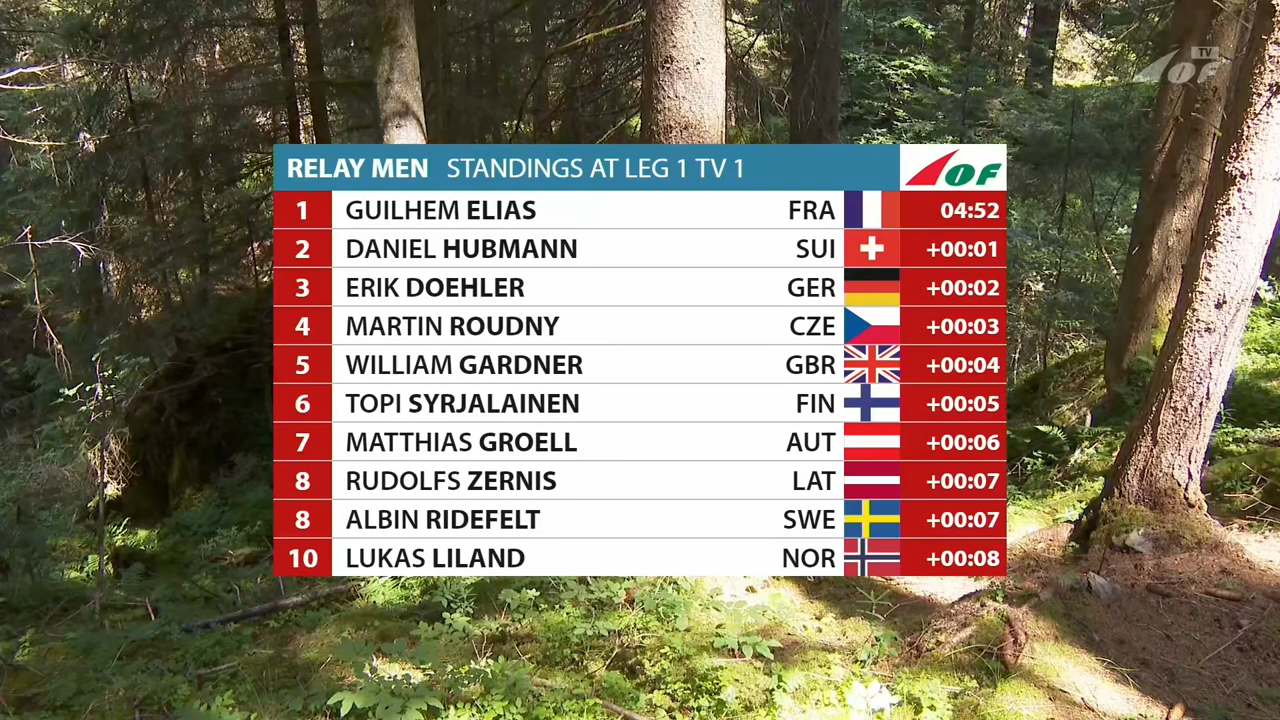 TV
IOF
RELAY MEN STANDINGS AT LEG 1 TV 1
IOF
1 GUILHEM ELIAS FRA 04:52
2 DANIEL HUBMANN SUI +00:01
3 ERIK DOEHLER GER +00:02
4 MARTIN ROUDNY CZE +00:03
5 WILLIAM GARDNER GBR +00:04
6 TOPI SYRJALAINEN FIN +00:05
7 MATTHIAS GROELL AUT +00:06
8 RUDOLFS ZERNIS LAT +00:07
8 ALBIN RIDEFELT SWE +00:07
10 LUKAS LILAND NOR +00:08